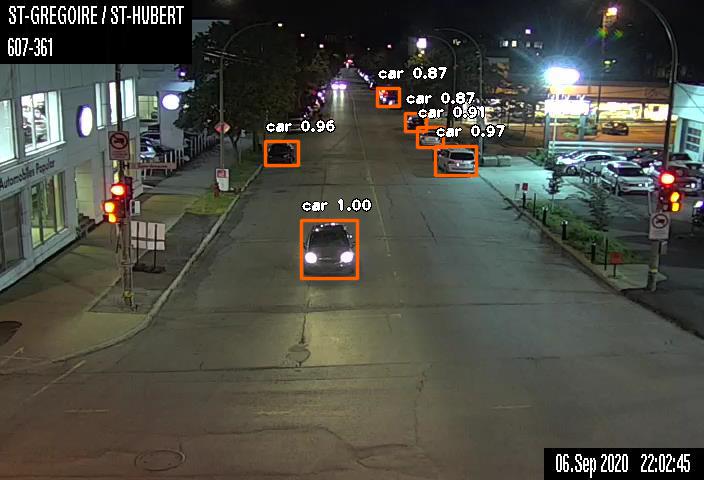 ST-GREGOIRE / ST-HUBERT
607-361
car 0.87
car 0.87
car 0.91
car 0.96
car 0.97
Automobiles Popular
car 1.00
06.Sep 2020 22:02:45